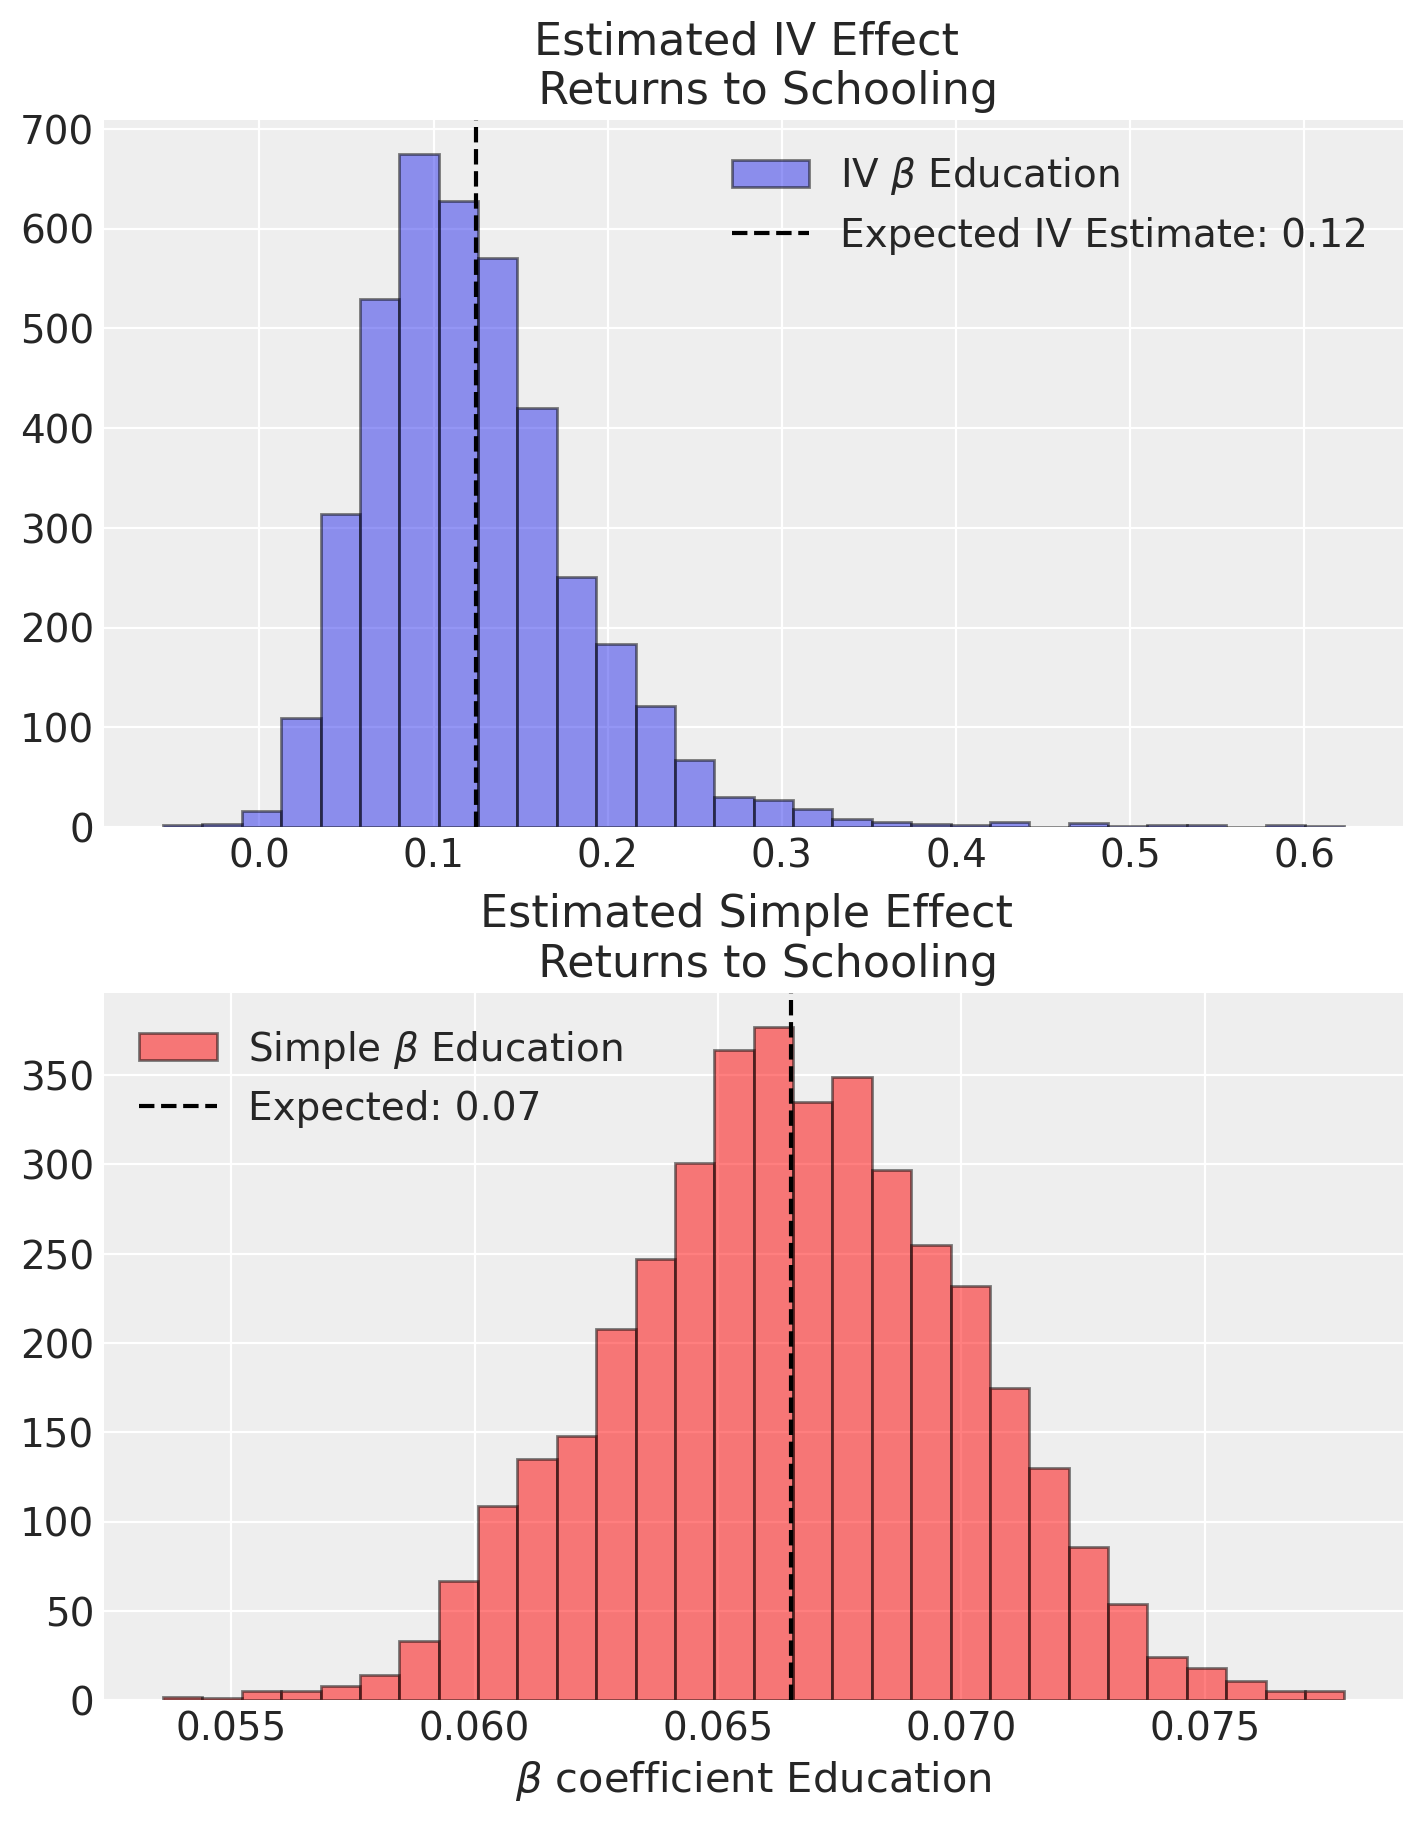 Estimated IV Effect
Returns to Schooling
700
600
500
400
300
200
100
0
IV β Education
Expected IV Estimate: 0.12
0.0 0.1 0.2 0.3 0.4 0.5 0.6
Estimated Simple Effect
Returns to Schooling
350
300
250
200
150
100
50
0
Simple β Education
Expected: 0.07
0.055 0.060 0.065 0.070 0.075
β coefficient Education